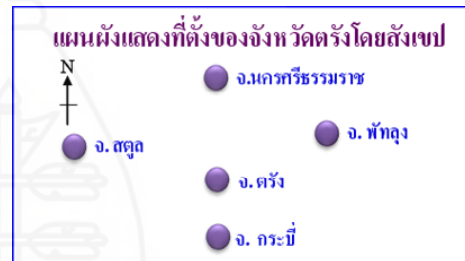 แผนผังแสดงที่ตั้งของจังหวัดตรังโดยสังเขป
N
จ.นครศรีธรรมราช
จ. พัทลุง
จ. สตูล
จ. ตรัง
จ. กระบี่